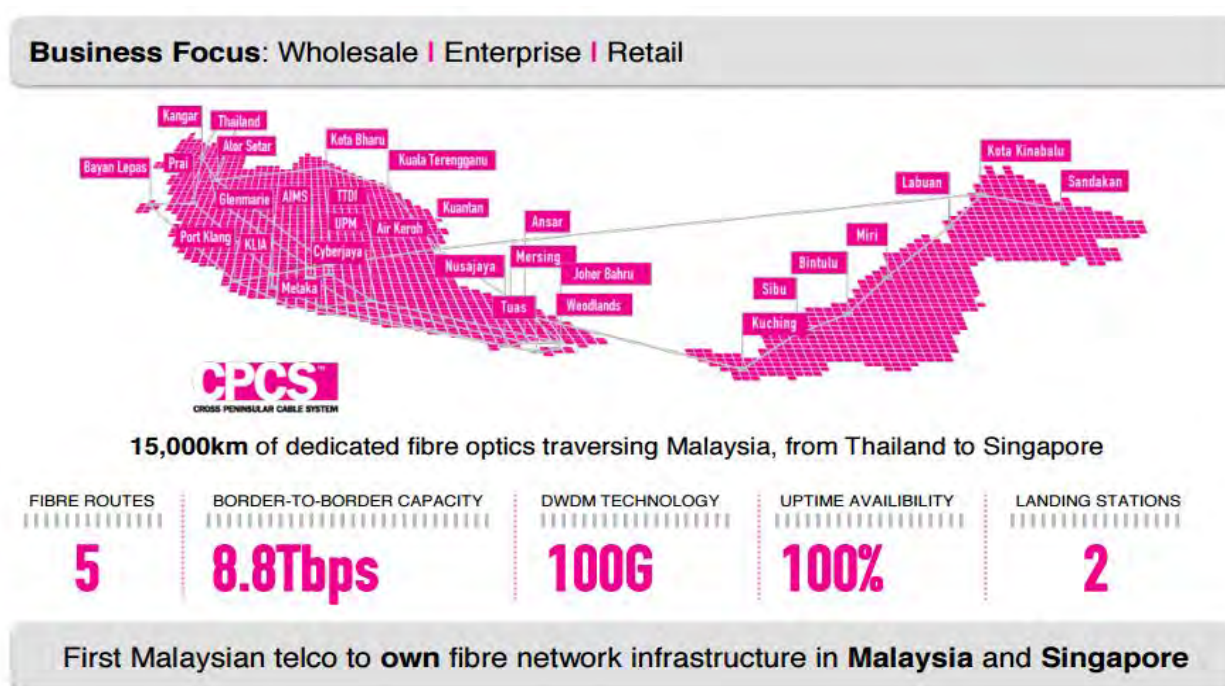 Business Focus: Wholesale I Enterprise I Retail
Kangar
Thailand
Alor Setar
Kota Bharu
Kuala Terengganu
Bayan Lepas
Prai
Glenmarie
AIMS
TTDI
Kuantan
UPM
Air Keroh
Port Klang
KLIA
Cyberjaya
Melaka
Ansar
Nusajaya
Mersing
Joher Bahru
Tuas
Woodlands
Kota Kinabalu
Labuan
Sandakan
Miri
Bintulu
Sibu
Kuching
CPCS™
CROSS PENINSULAR CABLE SYSTEM
15,000km of dedicated fibre optics traversing Malaysia, from Thailand to Singapore
FIBRE ROUTES
5
BORDER-TO-BORDER CAPACITY
8.8Tbps
DWDM TECHNOLOGY
100G
UPTIME AVAILIBILITY
100%
LANDING STATIONS
2
First Malaysian telco to own fibre network infrastructure in Malaysia and Singapore